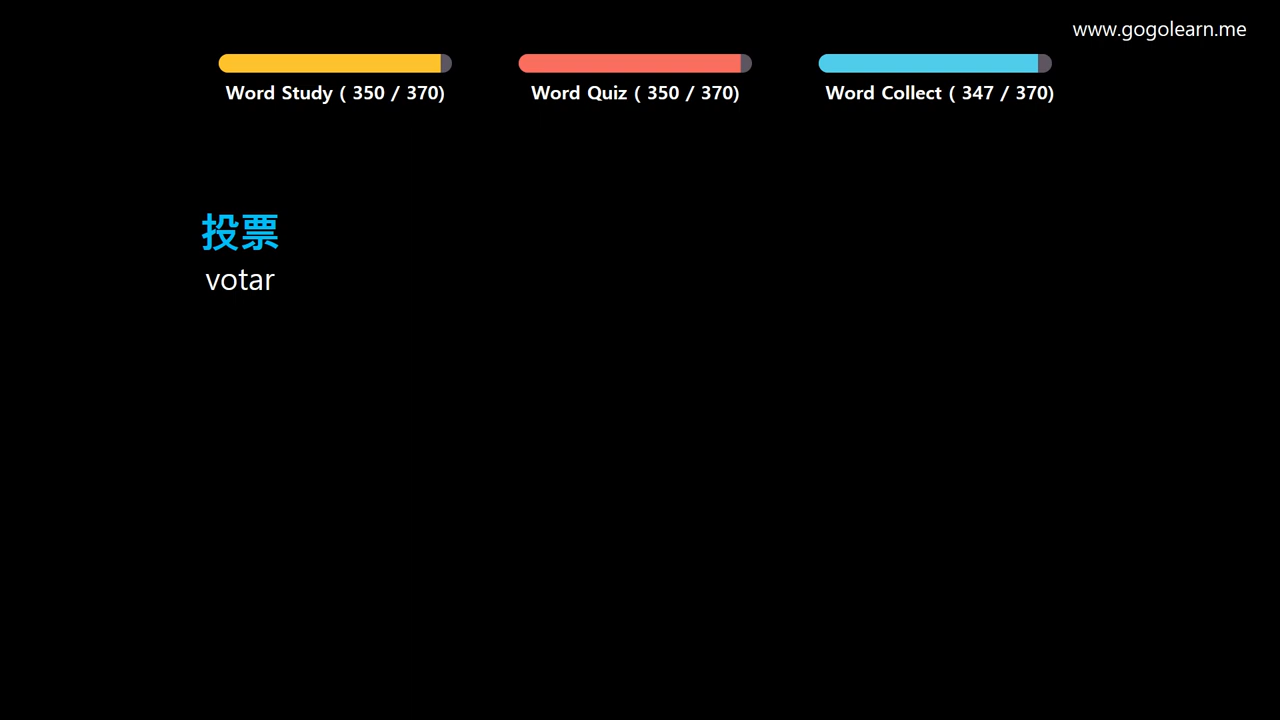 www.gogolearn.me
Word Study ( 350 / 370)
Word Quiz ( 350 / 370)
Word Collect ( 347 / 370)
投票
votar